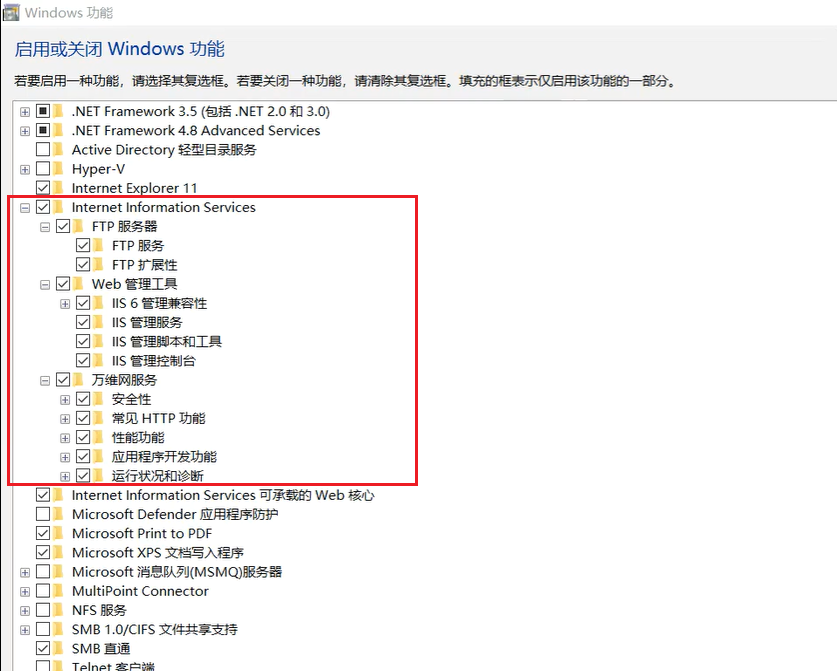 Windows 功能
启用或关闭 Windows 功能
若要启用一种功能，请选择其复选框。若要关闭一种功能，请清除其复选框。填充的框表示仅启用该功能的一部分。
.NET Framework 3.5 (包括 .NET 2.0 和 3.0)
.NET Framework 4.8 Advanced Services
Active Directory 轻型目录服务
Hyper-V
Internet Explorer 11
Internet Information Services
FTP 服务器
FTP 服务
FTP 扩展性
Web 管理工具
IIS 6 管理兼容性
IIS 管理服务
IIS 管理脚本和工具
IIS 管理控制台
万维网服务
安全性
常见 HTTP 功能
性能功能
应用程序开发功能
运行状况和诊断
Internet Information Services 可承载的 Web 核心
Microsoft Defender 应用程序防护
Microsoft Print to PDF
Microsoft XPS 文档写入程序
Microsoft 消息队列(MSMQ)服务器
MultiPoint Connector
NFS 服务
SMB 1.0/CIFS 文件共享支持
SMB 直通
Telnet 客户端